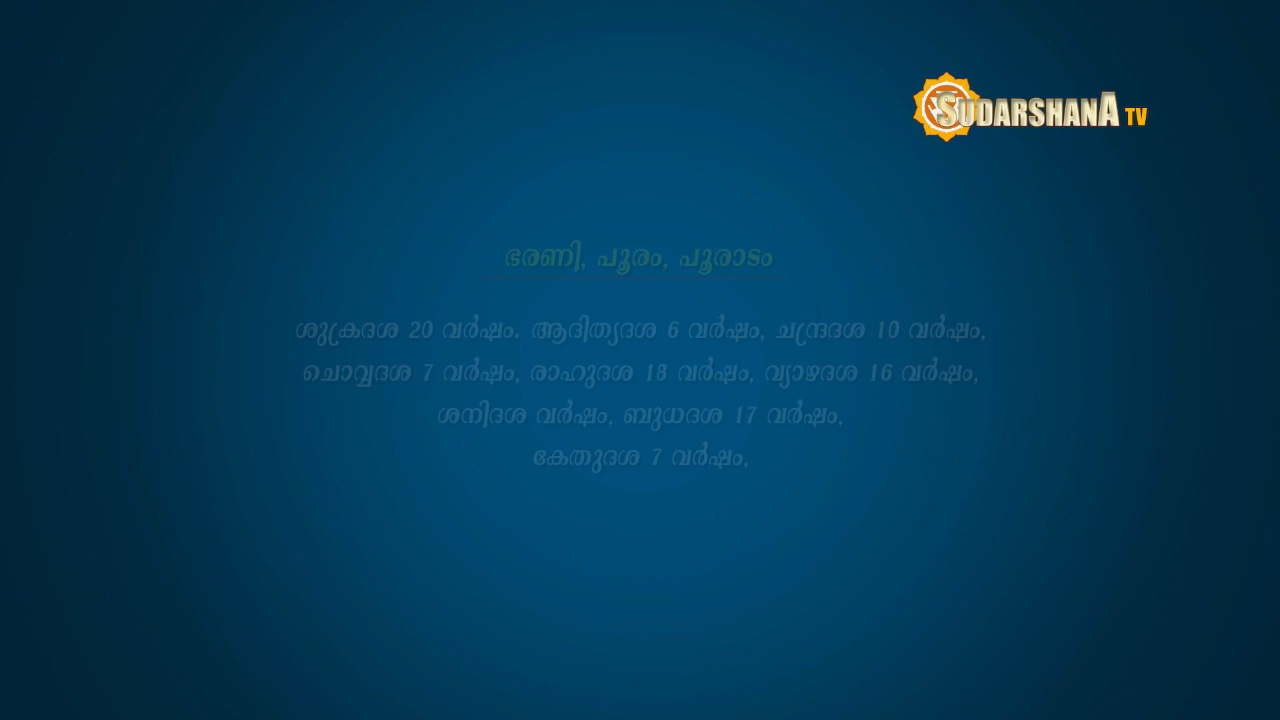 SUDARSHANA TV
ഭരണി, പൂരം, പൂരാടം
ശുക്രദശ 20 വർഷം. ആദിത്യദശ 6 വർഷം, ചന്ദ്രദശ 10 വർഷം,
ചൊവ്വദശ 7 വർഷം, രാഹുദശ 18 വർഷം, വ്യാഴദശ 16 വർഷം,
ശനിദശ വർഷം, ബുധദശ 17 വർഷം,
കേതുദശ 7 വർഷം,